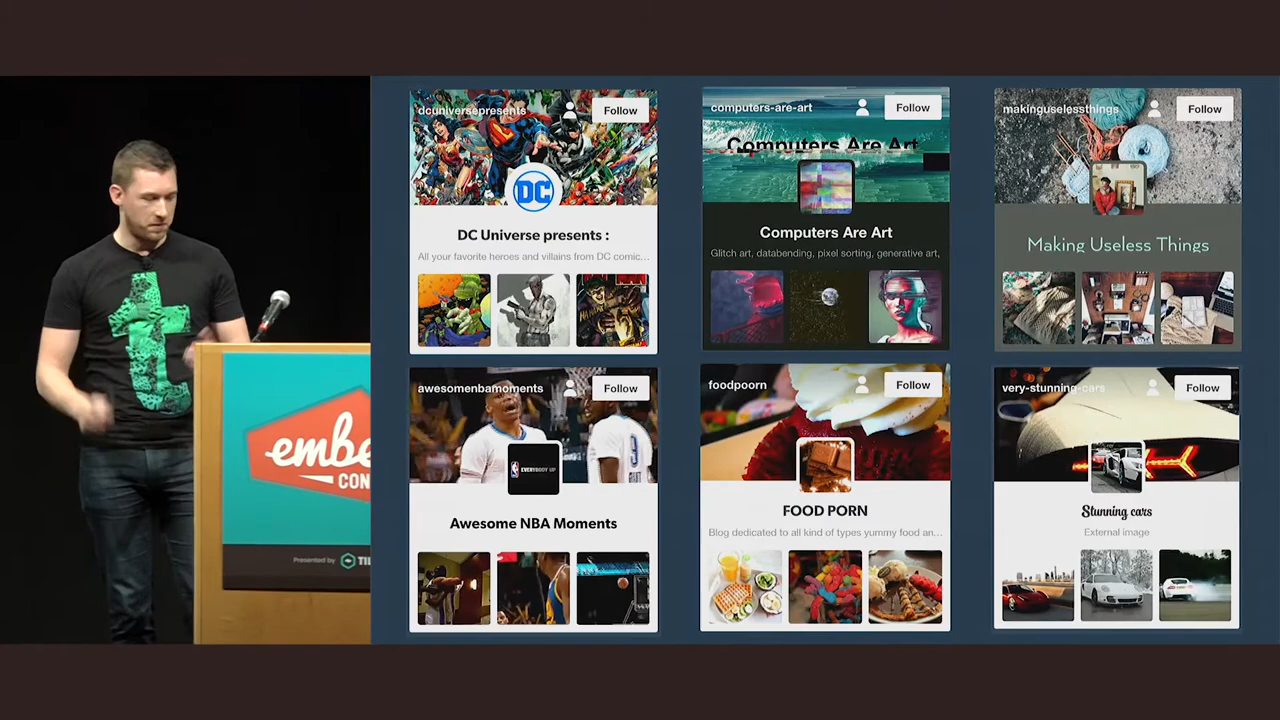 dcuniversepresents
Follow
DC
DC Universe presents :
All your favorite heroes and villains from DC comic...
computers-are-art
Follow
Computers Are Art
Computers Are Art
Glitch art, databending, pixel sorting, generative art,
makinguselessthings
Follow
Making Useless Things
awesomenbamoments
Follow
3
EVERYBODY UP
Awesome NBA Moments
foodpoorn
Follow
FOOD PORN
Blog dedicated to all kind of types yummy food an...
very-stunning-cars
Follow
Stunning cars
External image
t
embe
CON
Presented by